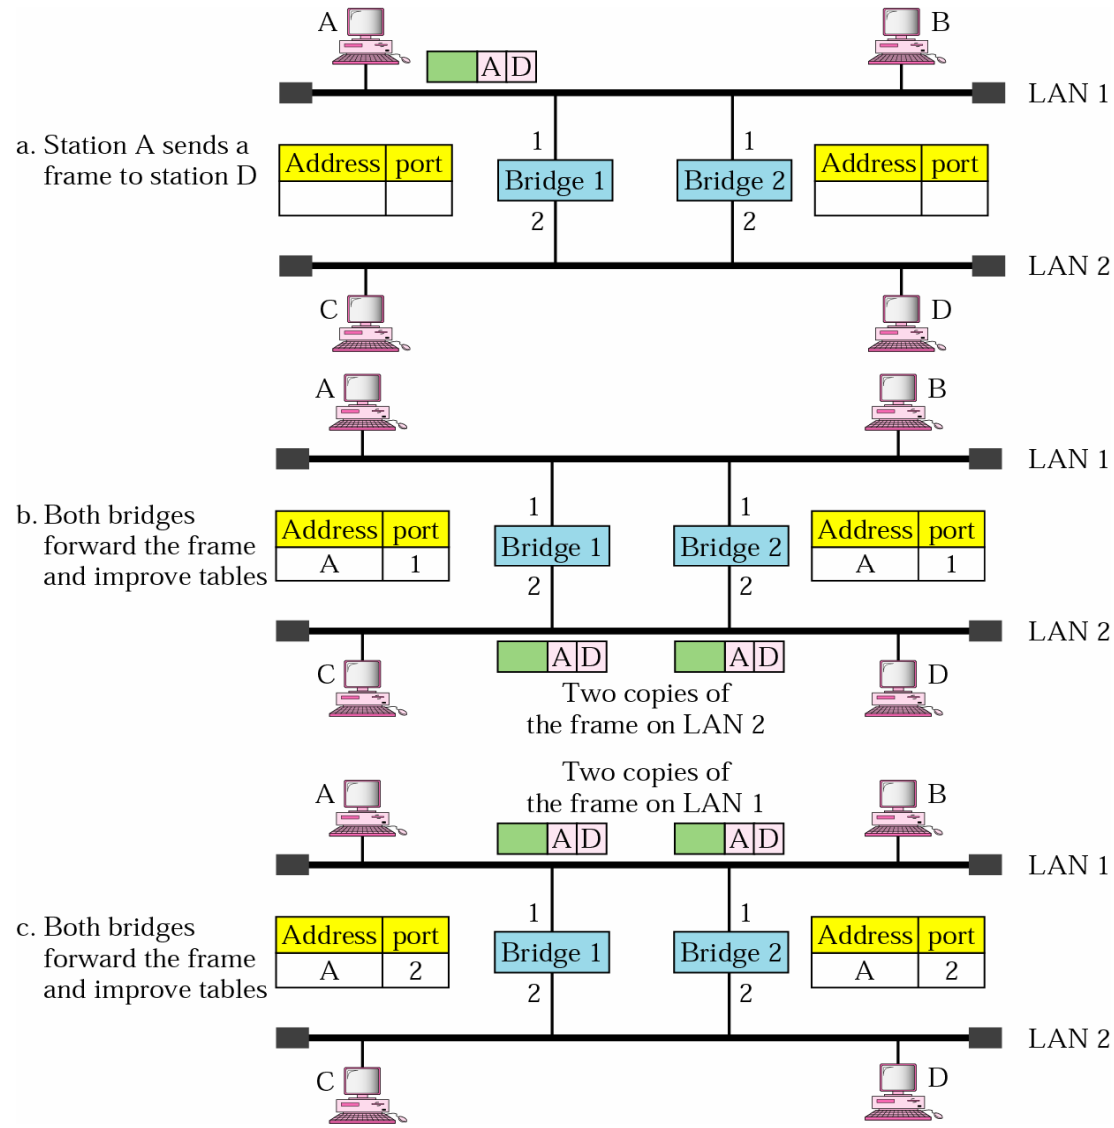 A
B
A D
LAN 1
a. Station A sends a
frame to station D
1
1
Address port
Bridge 1
Bridge 2
Address port
2
2
LAN 2
C
D
A
B
LAN 1
b. Both bridges
forward the frame
and improve tables
1
1
Address port
Bridge 1
Bridge 2
Address port
A 1
A 1
2
2
LAN 2
C
A D
A D
D
Two copies of
the frame on LAN 2
Two copies of
the frame on LAN 1
A
B
A D
A D
LAN 1
c. Both bridges
forward the frame
and improve tables
1
1
Address port
Bridge 1
Bridge 2
Address port
A 2
A 2
2
2
LAN 2
C
D